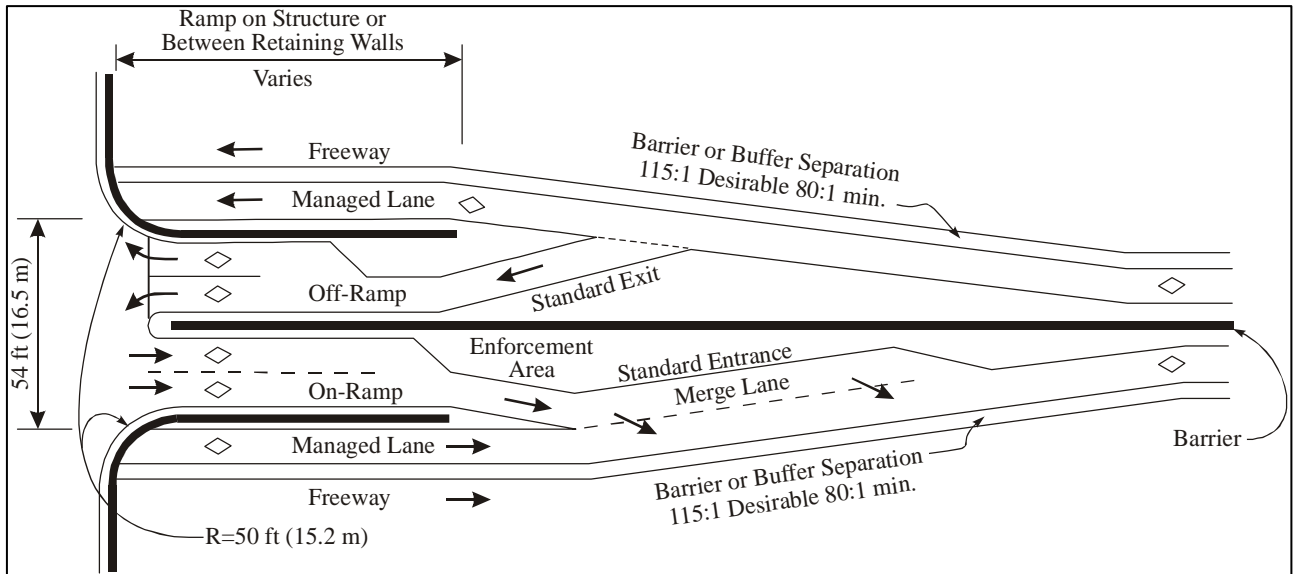 Ramp on Structure or
Between Retaining Walls
Varies
Freeway
Barrier or Buffer Separation
115:1 Desirable 80:1 min.
Managed Lane
54 ft (16.5 m)
Off-Ramp
Standard Exit
Enforcement
Area
Standard Entrance
Merge Lane
On-Ramp
Managed Lane
Barrier
Barrier or Buffer Separation
115:1 Desirable 80:1 min.
Freeway
R=50 ft (15.2 m)